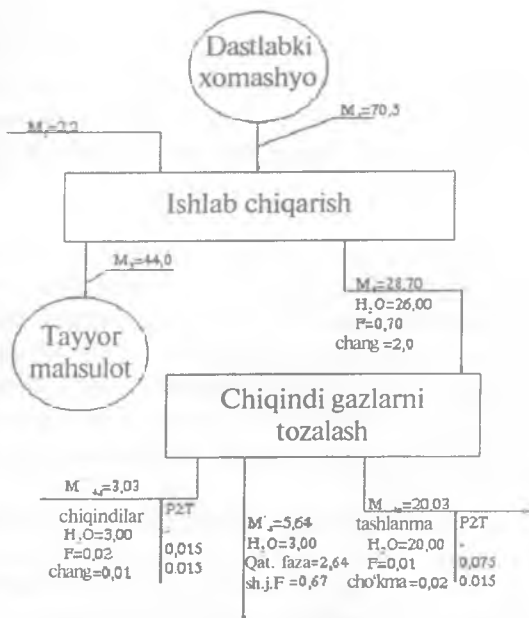 Dastlabki
xomashyo
M =70,5
Ishlab chiqarish
M =44,0
Tayyor
mahsulot
M =28,70
H₂O=26,00
F=0,70
chang =2,0
Chiqindi gazlarni
tozalash
M =3,03
chiqindilar
H₂O=3,00
F=0,02
chang=0,01
P2T
-
0,015
0.015
M =5,64
H₂O=3,00
Qat. faza=2,64
sh.j.F =0,67
M =20,03
tashlanma
H₂O=20,00
F=0,01
cho'kma=0,02
P2T
-
0,075
0.015